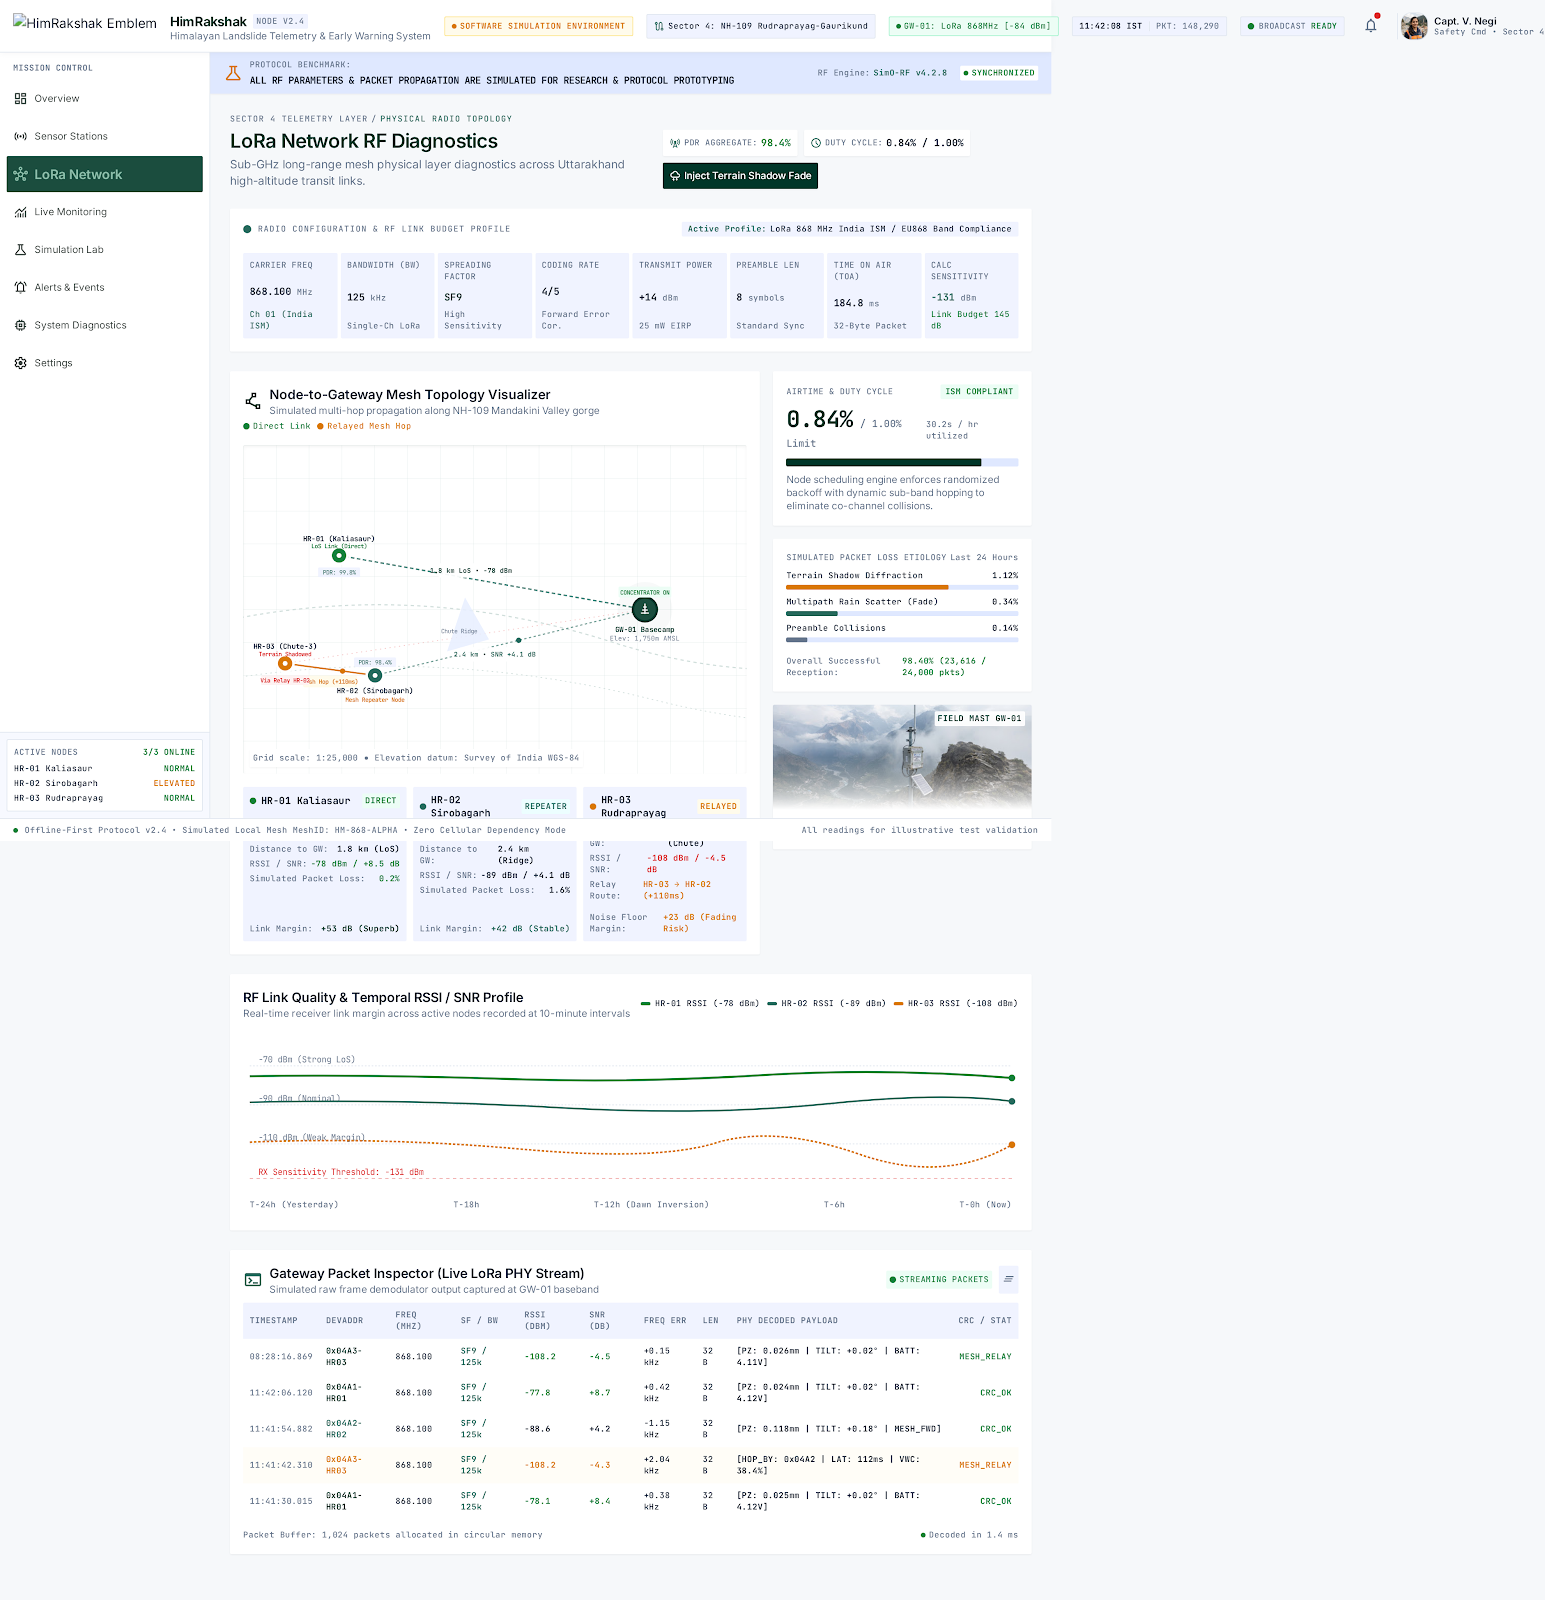 HimRakshak Emblem
HimRakshak NODE V2.4
Himalayan Landslide Telemetry & Early Warning System
SOFTWARE SIMULATION ENVIRONMENT
Sector 4: NH-109 Rudraprayag-Gaurikund
GW-01: LoRa 868MHz [-84 dBm]
11:42:08 IST PKT: 148,290
BROADCAST READY
Capt. V. Negi
Safety Cmd • Sector 4
MISSION CONTROL
Overview
Sensor Stations
LoRa Network
Live Monitoring
Simulation Lab
Alerts & Events
System Diagnostics
Settings
ACTIVE NODES 3/3 ONLINE
HR-01 Kaliasaur NORMAL
HR-02 Sirobagarh ELEVATED
HR-03 Rudraprayag NORMAL
PROTOCOL BENCHMARK:
ALL RF PARAMETERS & PACKET PROPAGATION ARE SIMULATED FOR RESEARCH & PROTOCOL PROTOTYPING
RF Engine: SimO-RF v4.2.8
SYNCHRONIZED
SECTOR 4 TELEMETRY LAYER / PHYSICAL RADIO TOPOLOGY
LoRa Network RF Diagnostics
Sub-GHz long-range mesh physical layer diagnostics across Uttarakhand
high-altitude transit links.
PDR AGGREGATE: 98.4%
DUTY CYCLE: 0.84% / 1.00%
Inject Terrain Shadow Fade
RADIO CONFIGURATION & RF LINK BUDGET PROFILE
Active Profile: LoRa 868 MHz India ISM / EU868 Band Compliance
CARRIER FREQ
868.100 MHz
Ch 01 (India
ISM)
BANDWIDTH (BW)
125 kHz
Single-Ch LoRa
SPREADING
FACTOR
SF9
High
Sensitivity
CODING RATE
4/5
Forward Error
Cor.
TRANSMIT POWER
+14 dBm
25 mW EIRP
PREAMBLE LEN
8 symbols
Standard Sync
TIME ON AIR
(TOA)
184.8 ms
32-Byte Packet
CALC
SENSITIVITY
-131 dBm
Link Budget 145
dB
Node-to-Gateway Mesh Topology Visualizer
Simulated multi-hop propagation along NH-109 Mandakini Valley gorge
Direct Link
Relayed Mesh Hop
HR-01 (Kaliasaur)
LoS Link (Direct)
PDR: 99.8%
1.8 km LoS • -78 dBm
CONCENTRATOR ON
GW-01 Basecamp
Elev: 1,750m AMSL
Chute Ridge
2.4 km • SNR +4.1 dB
HR-03 (Chute-3)
Terrain Shadowed
PDR: 98.4%
Via Relay HR-02
Hop (+110ms)
HR-02 (Sirobagarh)
Mesh Repeater Node
Grid scale: 1:25,000 • Elevation datum: Survey of India WGS-84
HR-01 Kaliasaur DIRECT
Distance to GW: 1.8 km (LoS)
RSSI / SNR: -78 dBm / +8.5 dB
Simulated Packet Loss: 0.2%
Link Margin: +53 dB (Superb)
HR-02
Sirobagarh
REPEATER
Distance to
GW:
2.4 km
(Ridge)
RSSI / SNR: -89 dBm / +4.1 dB
Simulated Packet Loss: 1.6%
Link Margin: +42 dB (Stable)
HR-03
Rudraprayag
RELAYED
GW:
(Chute)
RSSI /
SNR:
-108 dBm / -4.5
dB
Relay
Route:
HR-03 → HR-02
(+110ms)
Noise Floor
Margin:
+23 dB (Fading
Risk)
AIRTIME & DUTY CYCLE
ISM COMPLIANT
0.84% / 1.00%
Limit
30.2s / hr
utilized
Node scheduling engine enforces randomized
backoff with dynamic sub-band hopping to
eliminate co-channel collisions.
SIMULATED PACKET LOSS ETIOLOGY Last 24 Hours
Terrain Shadow Diffraction 1.12%
Multipath Rain Scatter (Fade) 0.34%
Preamble Collisions 0.14%
Overall Successful
Reception:
98.40% (23,616 /
24,000 pkts)
FIELD MAST GW-01
Offline-First Protocol v2.4 • Simulated Local Mesh MeshID: HM-868-ALPHA • Zero Cellular Dependency Mode
All readings for illustrative test validation
RF Link Quality & Temporal RSSI / SNR Profile
Real-time receiver link margin across active nodes recorded at 10-minute intervals
HR-01 RSSI (-78 dBm)
HR-02 RSSI (-89 dBm)
HR-03 RSSI (-108 dBm)
-70 dBm (Strong LoS)
-90 dBm (Nominal)
-110 dBm (Weak Margin)
RX Sensitivity Threshold: -131 dBm
T-24h (Yesterday) T-18h T-12h (Dawn Inversion) T-6h T-0h (Now)
Gateway Packet Inspector (Live LoRa PHY Stream)
Simulated raw frame demodulator output captured at GW-01 baseband
STREAMING PACKETS
TIMESTAMP DEVADDR FREQ (MHZ) SF / BW RSSI (DBM) SNR (DB) FREQ ERR LEN PHY DECODED PAYLOAD CRC / STAT
08:28:16.869 0x04A3-HR03 868.100 SF9 / 125k -108.2 -4.5 +0.15 kHz 32 B [PZ: 0.026mm | TILT: +0.02° | BATT: 4.11V] MESH_RELAY
11:42:06.120 0x04A1-HR01 868.100 SF9 / 125k -77.8 +8.7 +0.42 kHz 32 B [PZ: 0.024mm | TILT: +0.02° | BATT: 4.12V] CRC_OK
11:41:54.882 0x04A2-HR02 868.100 SF9 / 125k -88.6 +4.2 -1.15 kHz 32 B [PZ: 0.118mm | TILT: +0.18° | MESH_FWD] CRC_OK
11:41:42.310 0x04A3-HR03 868.100 SF9 / 125k -108.2 -4.3 +2.04 kHz 32 B [HOP_BY: 0x04A2 | LAT: 112ms | VWC: 38.4%] MESH_RELAY
11:41:30.015 0x04A1-HR01 868.100 SF9 / 125k -78.1 +8.4 +0.38 kHz 32 B [PZ: 0.025mm | TILT: +0.02° | BATT: 4.12V] CRC_OK
Packet Buffer: 1,024 packets allocated in circular memory
Decoded in 1.4 ms